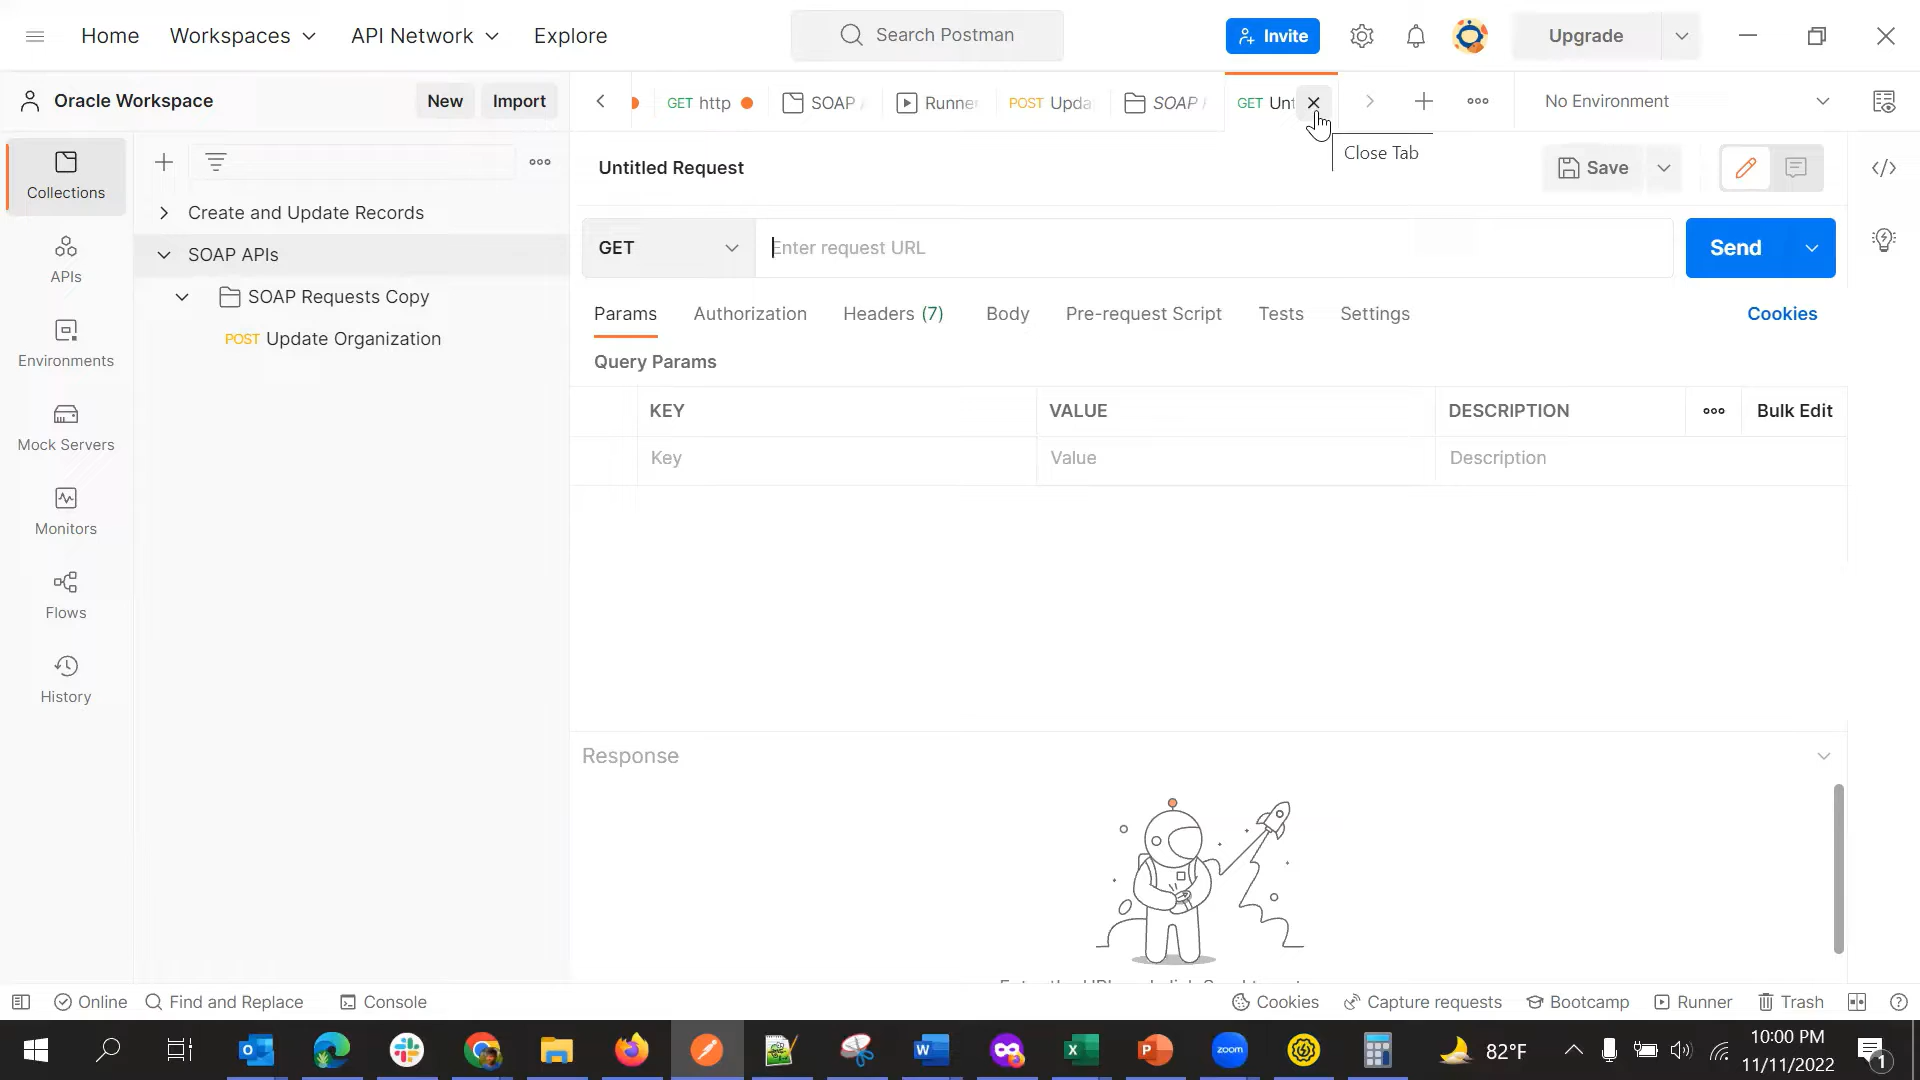 Home
Workspaces
API Network
Explore
Search Postman
Invite
Upgrade
Oracle Workspace
New
Import
GET http
SOAP
Runne
POST Upda
SOAP
GET Unt
No Environment
Close Tab
Collections
APIs
Environments
Mock Servers
Monitors
Flows
History
Create and Update Records
SOAP APIs
SOAP Requests Copy
POST Update Organization
Untitled Request
Save
GET
Enter request URL
Send
Params
Authorization
Headers (7)
Body
Pre-request Script
Tests
Settings
Cookies
Query Params
KEY
VALUE
DESCRIPTION
Bulk Edit
Key
Value
Description
Response
Online
Find and Replace
Console
Cookies
Capture requests
Bootcamp
Runner
Trash
zoom
82°F
10:00 PM
11/11/2022
1